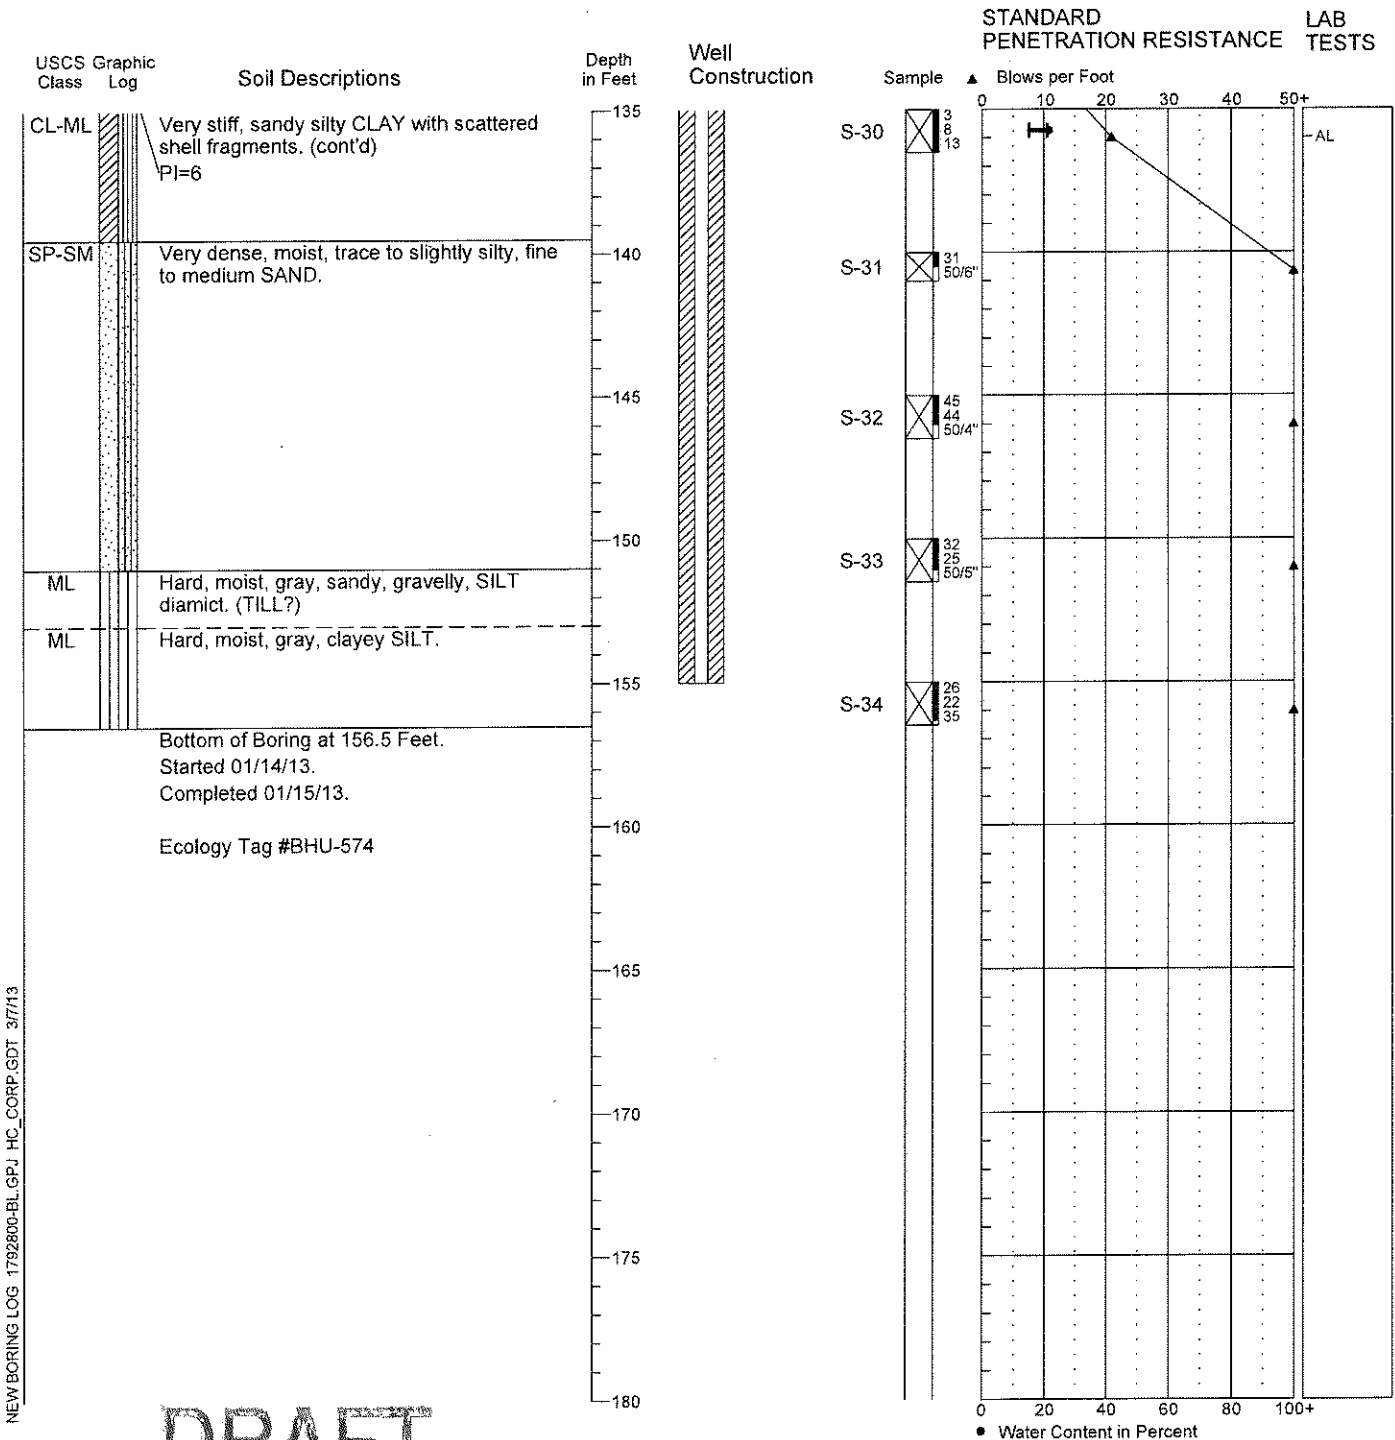 STANDARD
PENETRATION RESISTANCE
LAB
TESTS
USCS
Class
Graphic
Log
Soil Descriptions
Depth
in Feet
Well
Construction
Sample
▲ Blows per Foot
0 10 20 30 40 50+
CL-ML
Very stiff, sandy silty CLAY with scattered
shell fragments. (cont'd)
PI=6
135
S-30
3
8
13
AL
SP-SM
Very dense, moist, trace to slightly silty, fine
to medium SAND.
140
S-31
31
50/6"
145
S-32
45
44
50/4"
150
S-33
32
25
50/5"
ML
Hard, moist, gray, sandy, gravelly, SILT
diamict. (TILL?)
ML
Hard, moist, gray, clayey SILT.
155
S-34
26
22
35
Bottom of Boring at 156.5 Feet.
Started 01/14/13.
Completed 01/15/13.
160
Ecology Tag #BHU-574
165
170
175
180
0 20 40 60 80 100+
● Water Content in Percent
NEW BORING LOG 1792800-BL.GPJ HC_CORP.GDT 3/7/13
DRAFT